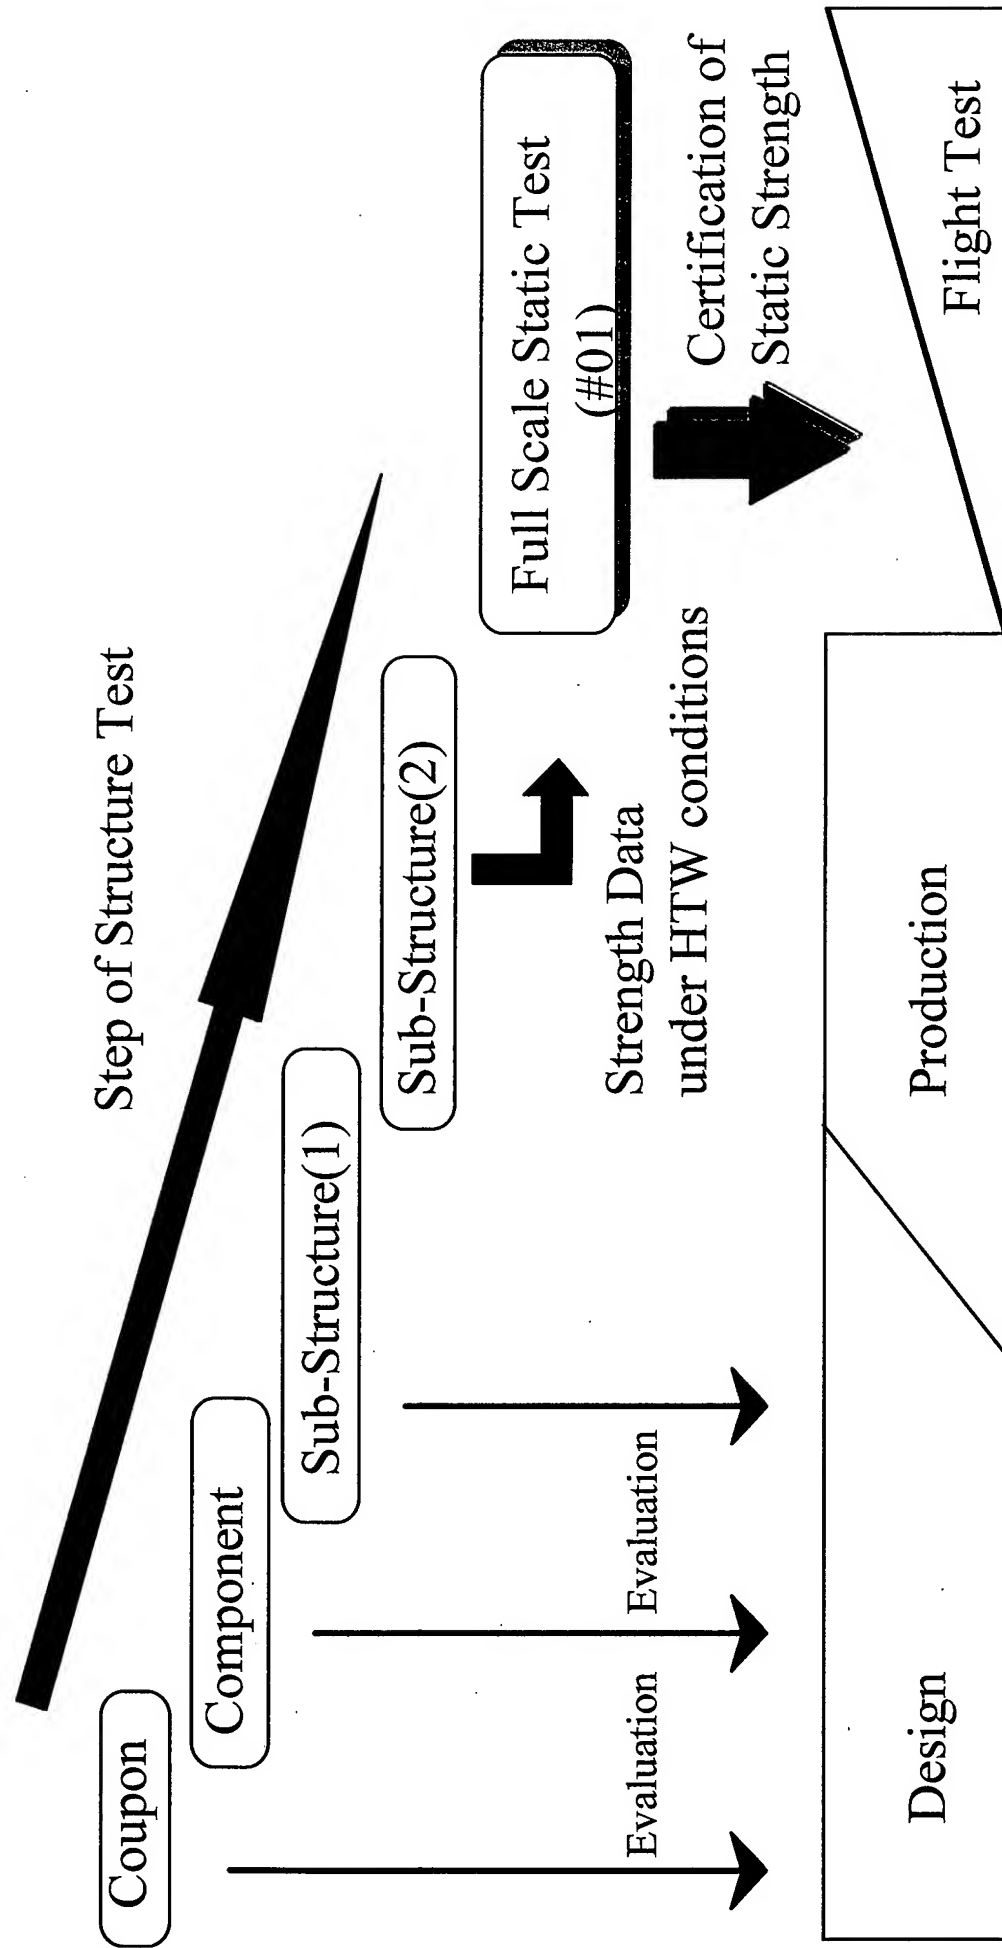 Step of Structure Test
Coupon
Component
Sub-Structure(1)
Sub-Structure(2)
Full Scale Static Test
(#01)
Evaluation
Evaluation
Strength Data
under HTW conditions
Certification of
Static Strength
Design
Production
Flight Test